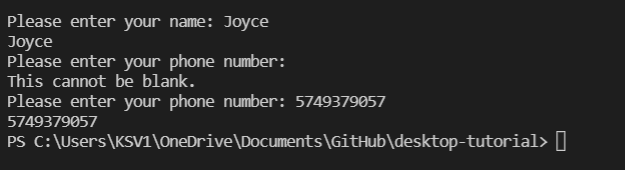 Please enter your name: Joyce
Joyce
Please enter your phone number:
This cannot be blank.
Please enter your phone number: 5749379057
5749379057
PS C:\Users\KSV1\OneDrive\Documents\GitHub\desktop-tutorial>